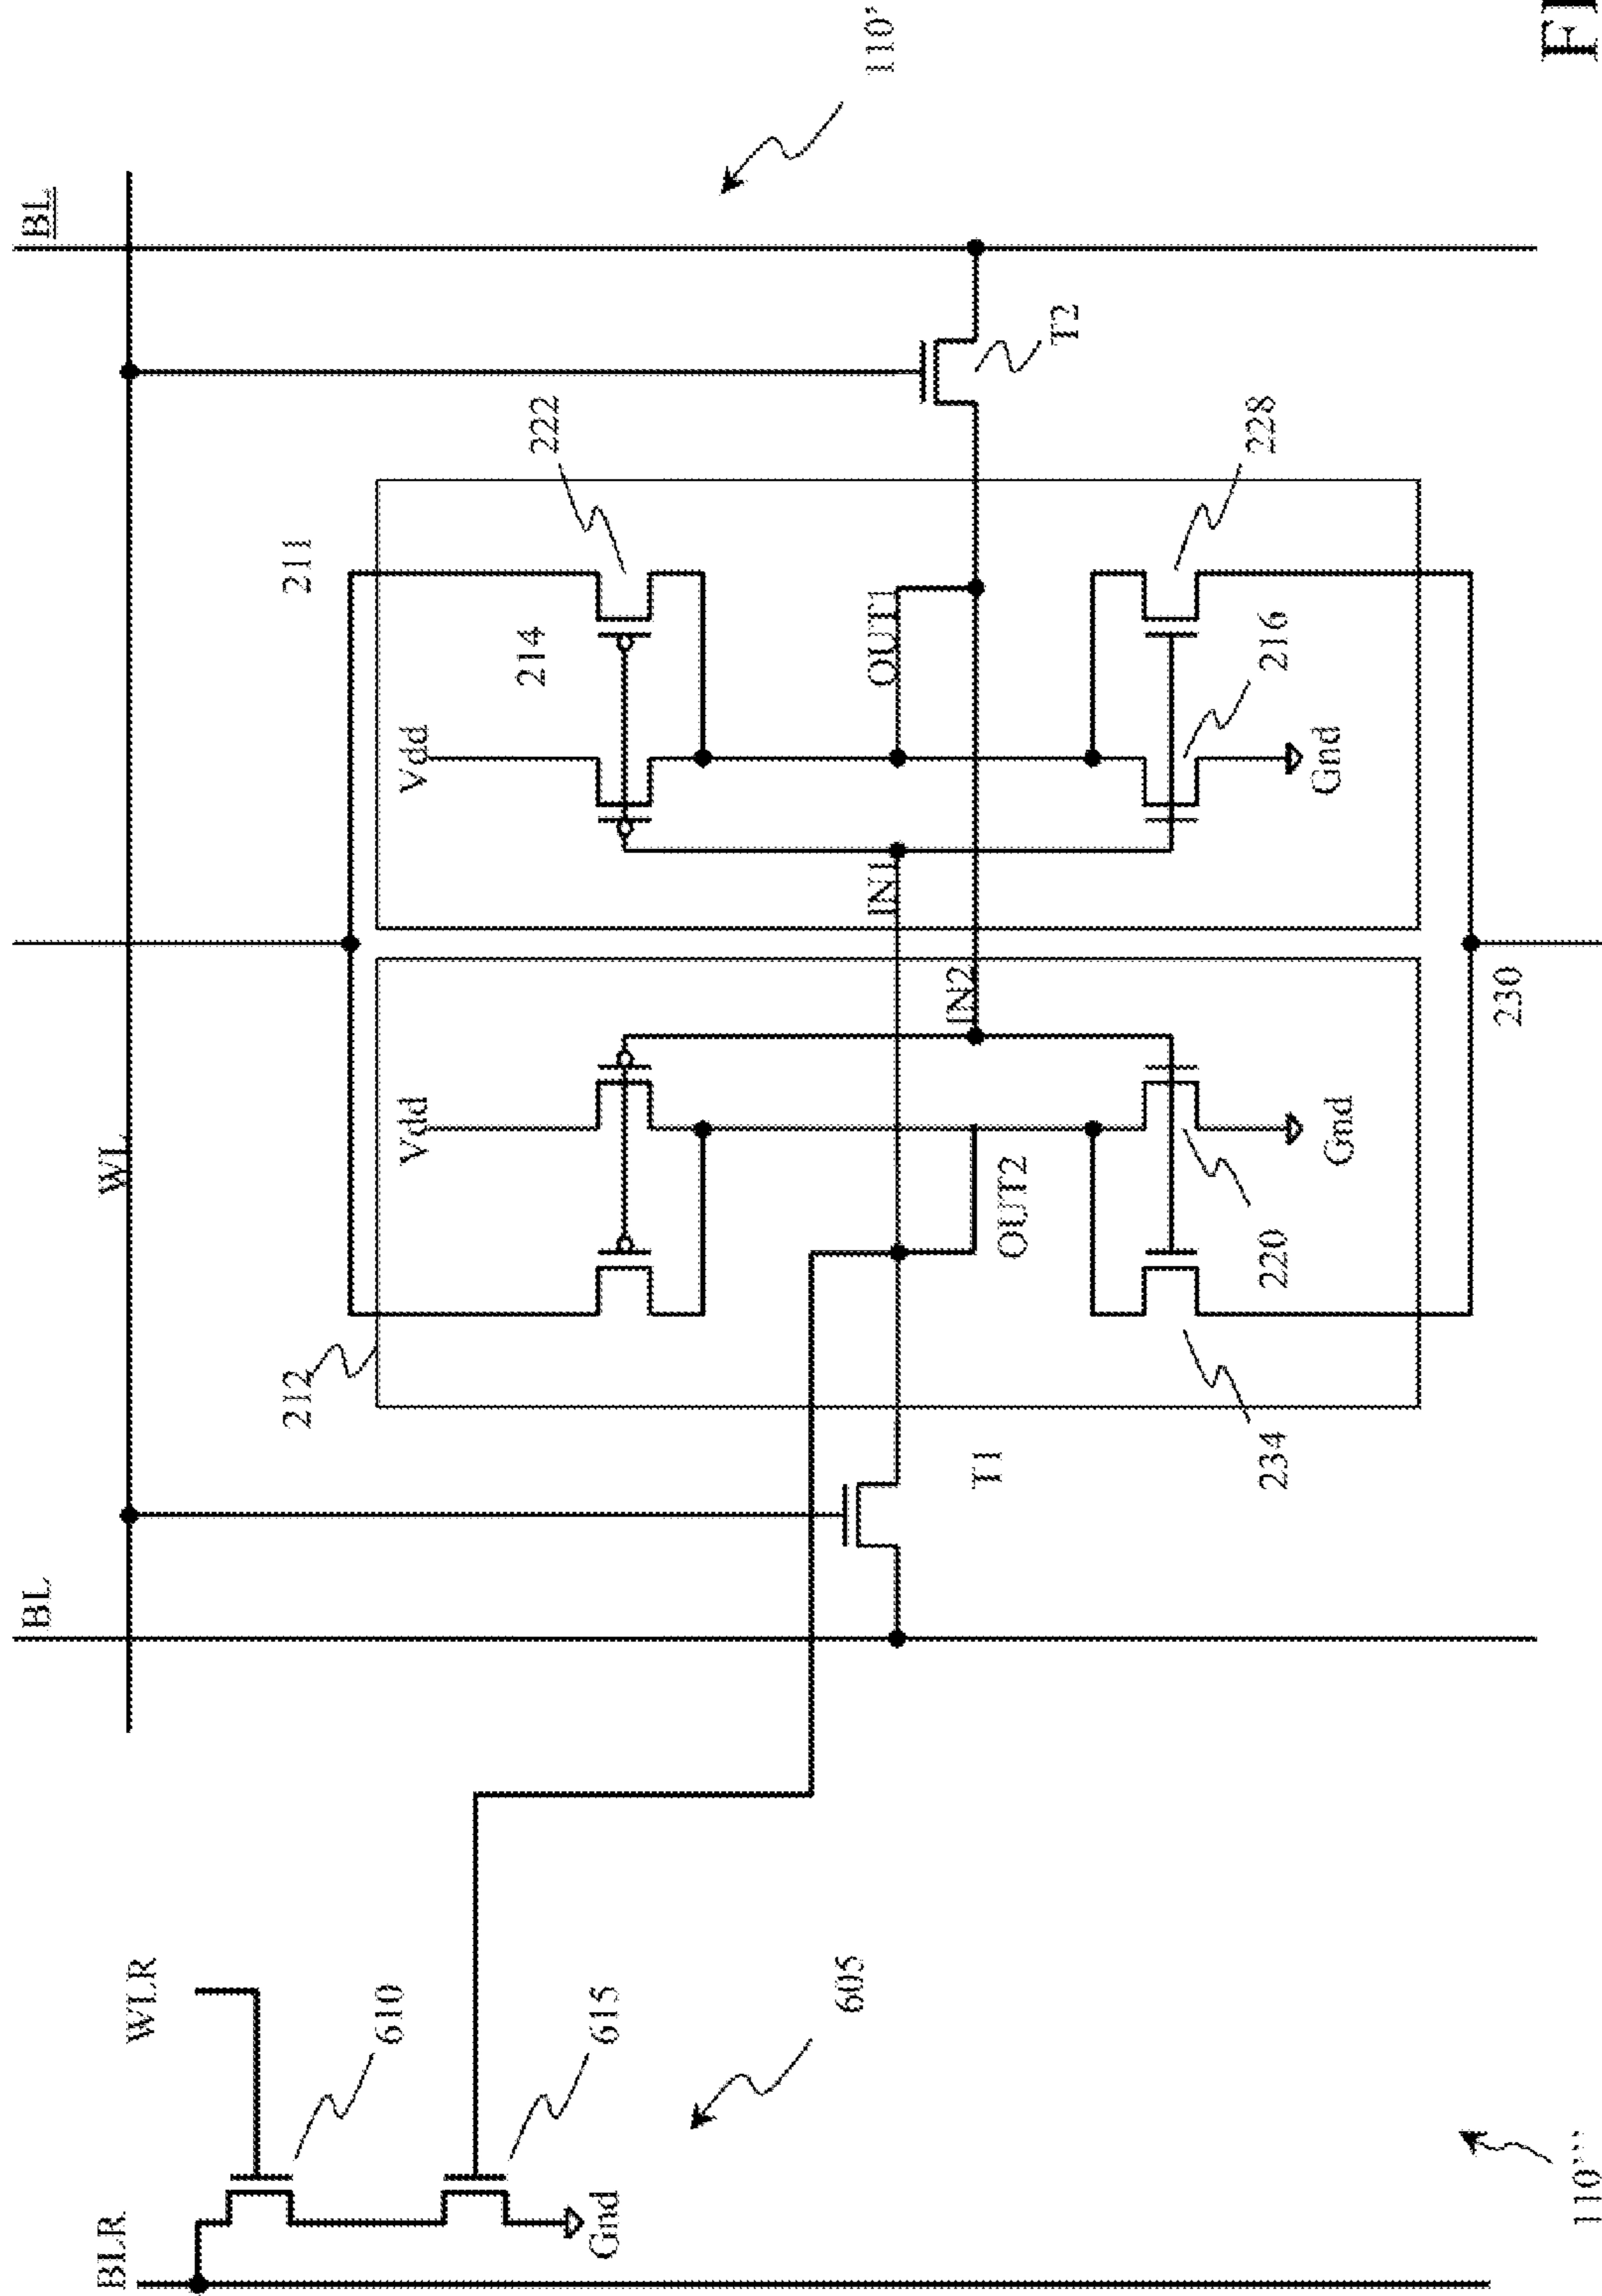 BLR
WLR
610
615
Gnd
605
110''''
BL
WL
BL
212
211
Vdd
Vdd
214
222
T1
OUT2
IN2
IN1
OUT1
T2
234
220
Gnd
Gnd
216
228
230
110'